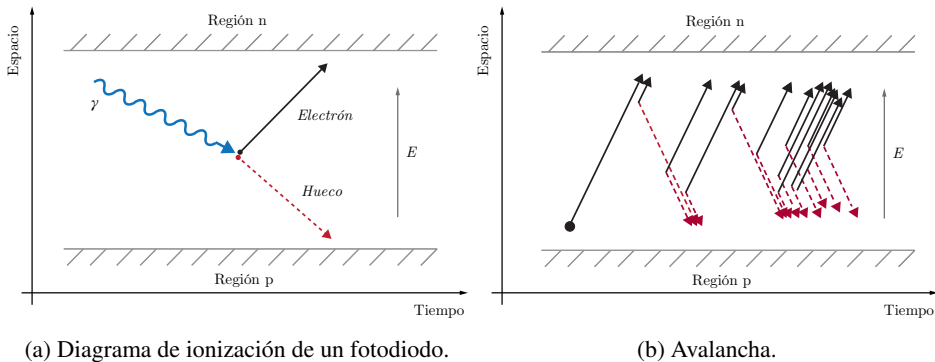 Espacio
Región n
γ
Electrón
Hueco
E
Región p
Tiempo
(a) Diagrama de ionización de un fotodiodo.
Espacio
Región n
E
Región p
Tiempo
(b) Avalancha.